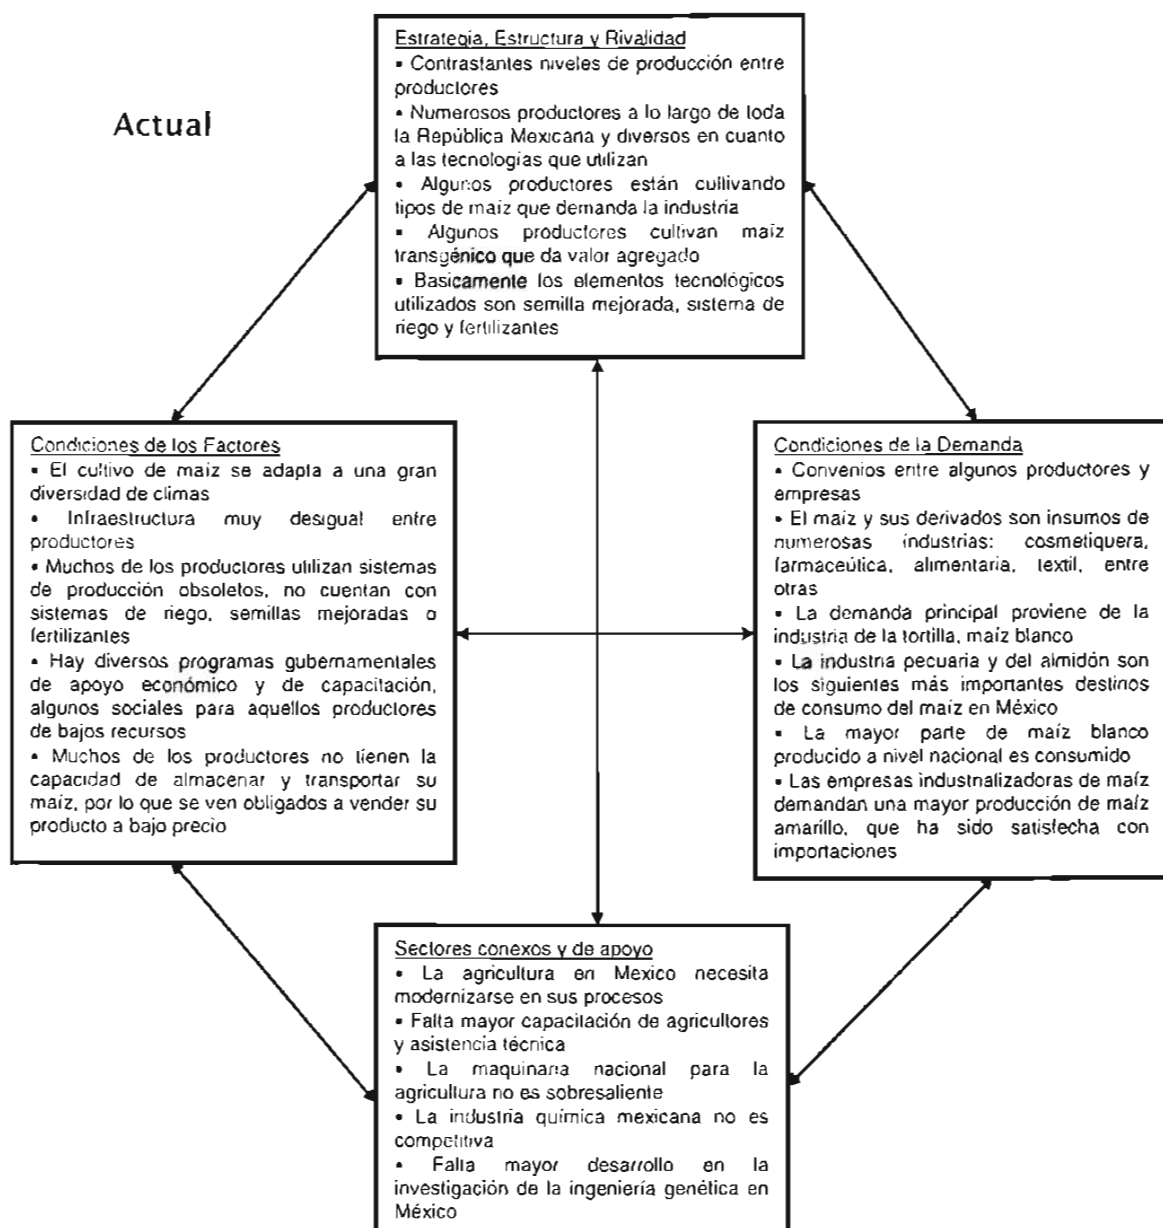 Actual
Estrategia, Estructura y Rivalidad
▪ Contrastantes niveles de producción entre
productores
▪ Numerosos productores a lo largo de toda
la República Mexicana y diversos en cuanto
a las tecnologías que utilizan
▪ Algunos productores están cultivando
tipos de maíz que demanda la industria
▪ Algunos productores cultivan maíz
transgénico que da valor agregado
▪ Basicamente los elementos tecnológicos
utilizados son semilla mejorada, sistema de
riego y fertilizantes
Condiciones de los Factores
▪ El cultivo de maíz se adapta a una gran
diversidad de climas
▪ Infraestructura muy desigual entre
productores
▪ Muchos de los productores utilizan sistemas
de producción obsoletos, no cuentan con
sistemas de riego, semillas mejoradas o
fertilizantes
▪ Hay diversos programas gubernamentales
de apoyo económico y de capacitación,
algunos sociales para aquellos productores
de bajos recursos
▪ Muchos de los productores no tienen la
capacidad de almacenar y transportar su
maíz, por lo que se ven obligados a vender su
producto a bajo precio
Condiciones de la Demanda
▪ Convenios entre algunos productores y
empresas
▪ El maíz y sus derivados son insumos de
numerosas industrias: cosmetiquera,
farmaceútica, alimentaria, textil, entre
otras
▪ La demanda principal proviene de la
industria de la tortilla, maíz blanco
▪ La industria pecuaria y del almidón son
los siguientes más importantes destinos
de consumo del maíz en México
▪ La mayor parte de maíz blanco
producido a nivel nacional es consumido
▪ Las empresas industrializadoras de maíz
demandan una mayor producción de maíz
amarillo, que ha sido satisfecha con
importaciones
Sectores conexos y de apoyo
▪ La agricultura en Mexico necesita
modernizarse en sus procesos
▪ Falta mayor capacitación de agricultores
y asistencia técnica
▪ La maquinaria nacional para la
agricultura no es sobresaliente
▪ La industria química mexicana no es
competitiva
▪ Falta mayor desarrollo en la
investigación de la ingeniería genética en
México